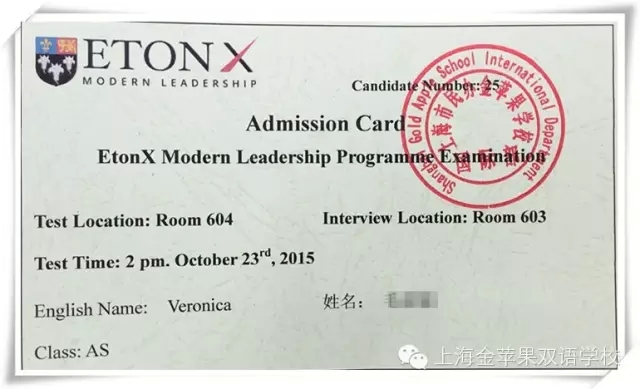 ETONX
MODERN LEADERSHIP
Candidate Number: 25
Admission Card
EtonX Modern Leadership Programme Examination
Shanghai Gold Apple School International Department
上海市民办金苹果学校
国际部
Test Location: Room 604
Interview Location: Room 603
Test Time: 2 pm. October 23rd, 2015
English Name: Veronica
姓名:
Class: AS
上海金苹果双语学校